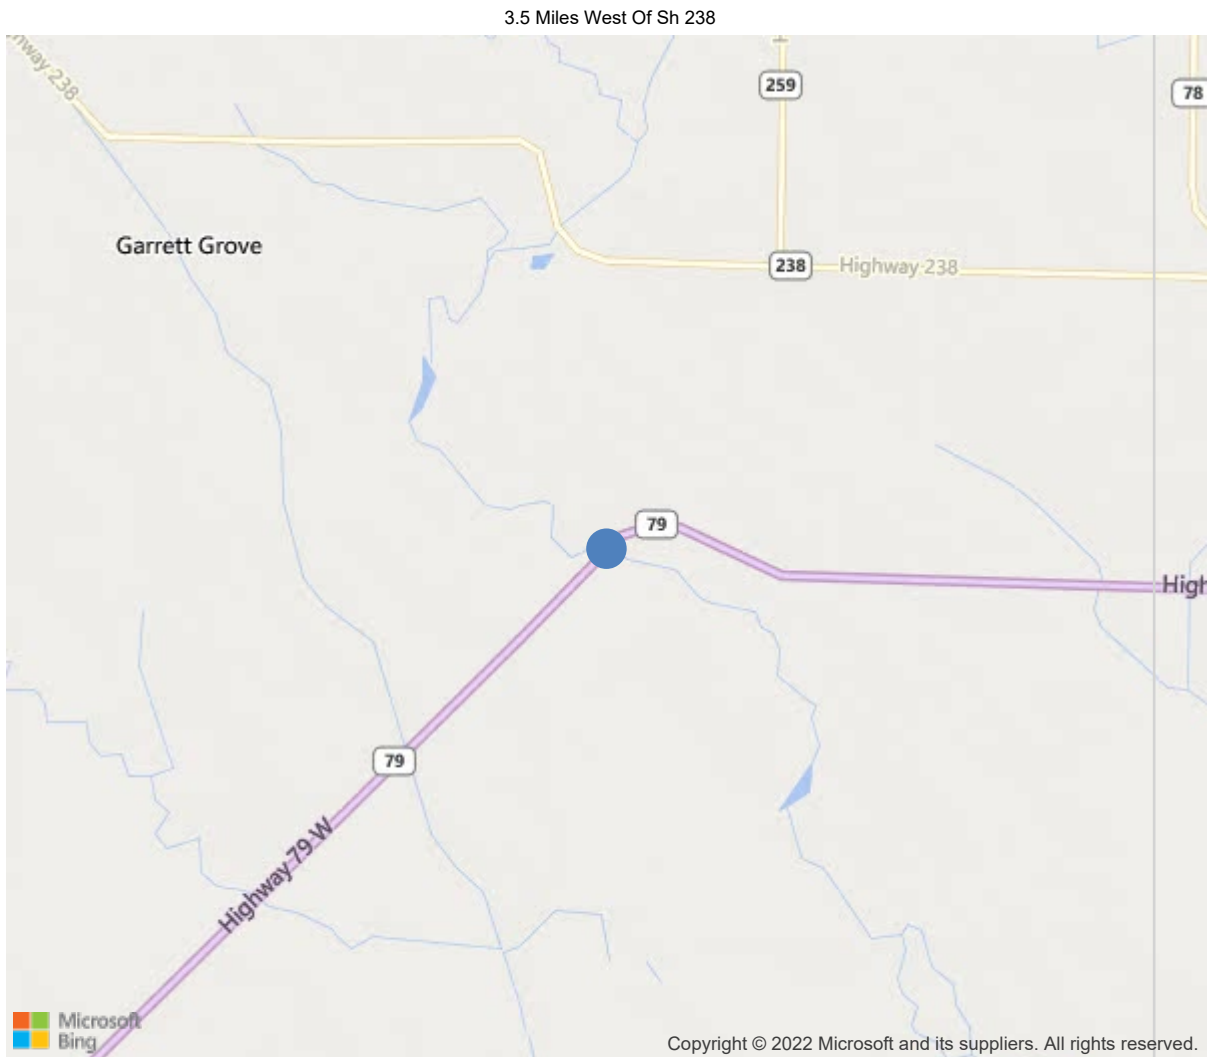 3.5 Miles West Of Sh 238
hway 238
259
78
Garrett Grove
238
Highway 238
79
High
79
Highway 79 W
Microsoft
Bing
Copyright © 2022 Microsoft and its suppliers. All rights reserved.